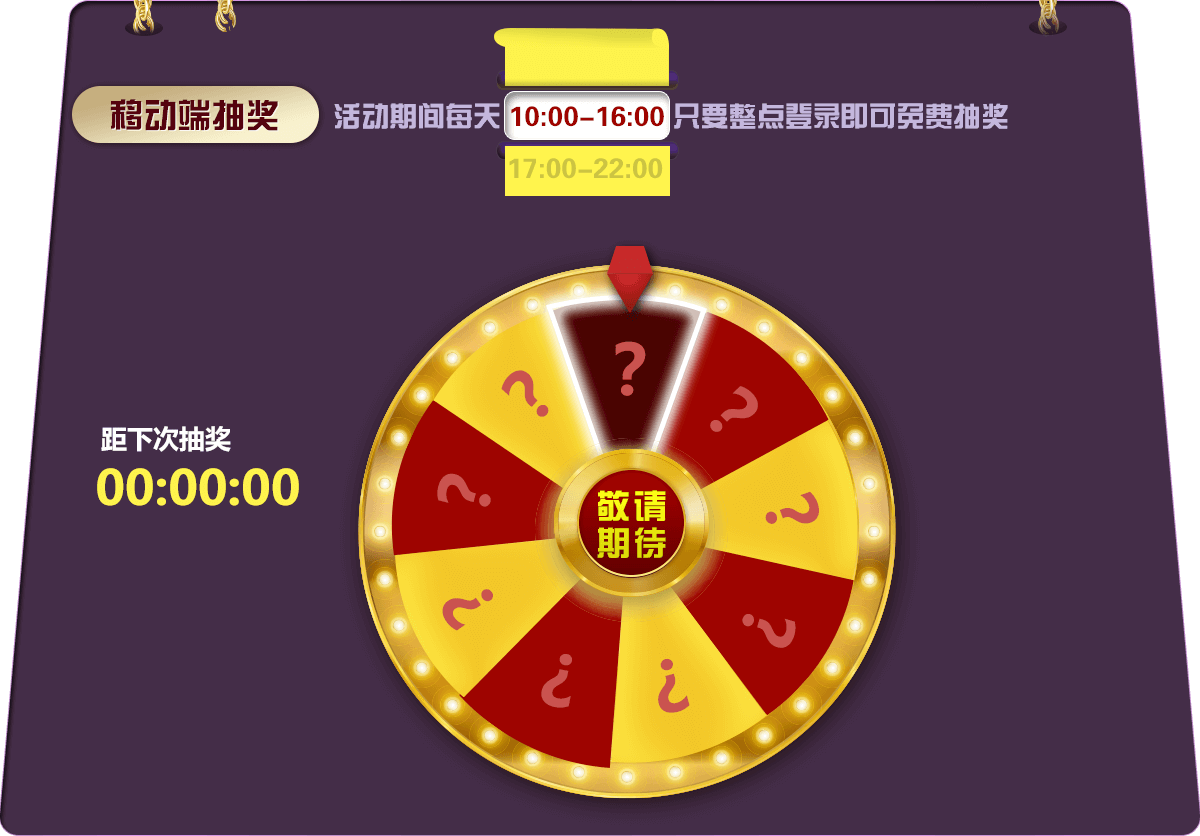 移动端抽奖 活动期间每天 10:00-16:00 只要整点登录即可免费抽奖
17:00-22:00
?
? ?
? ?
? ?
? ?
距下次抽奖
00:00:00
敬请
期待